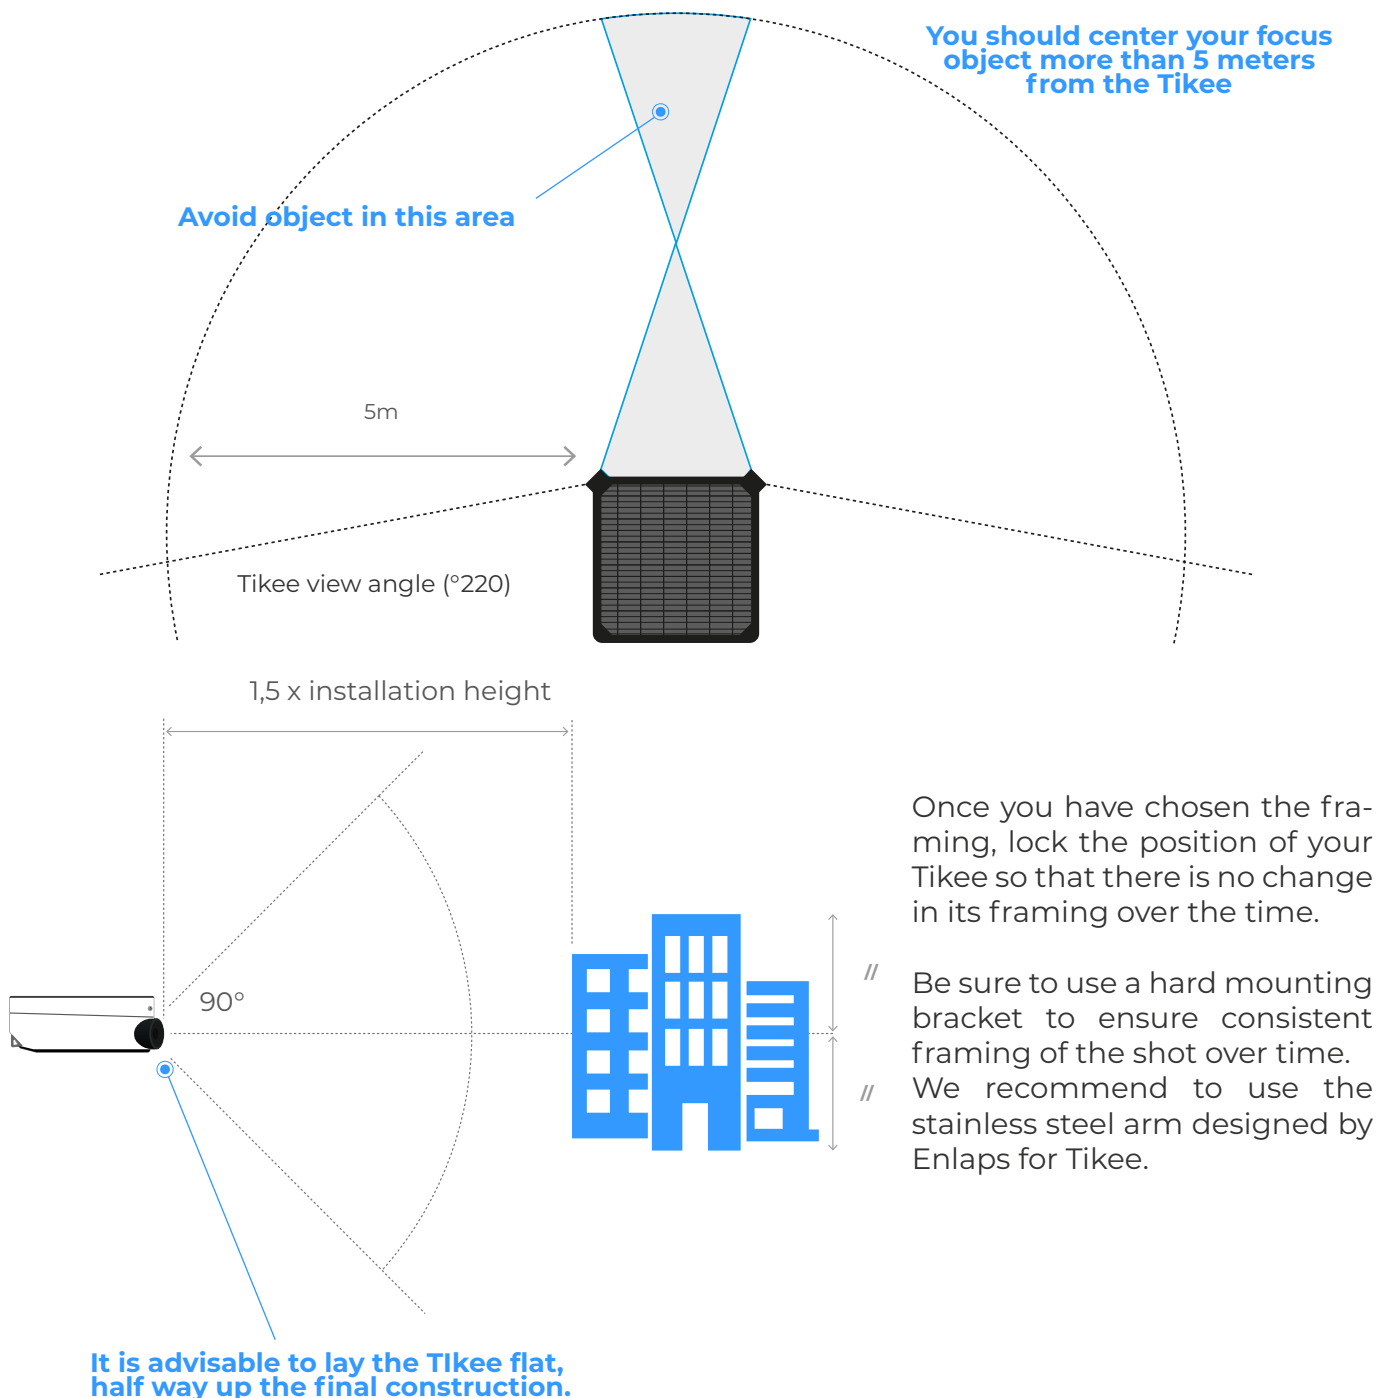 You should center your focus
object more than 5 meters
from the Tikee
Avoid object in this area
5m
Tikee view angle (°220)
1,5 x installation height
90°
//
//
Once you have chosen the fra-
ming, lock the position of your
Tikee so that there is no change
in its framing over the time.
Be sure to use a hard mounting
bracket to ensure consistent
framing of the shot over time.
We recommend to use the
stainless steel arm designed by
Enlaps for Tikee.
It is advisable to lay the TIkee flat,
half way up the final construction.